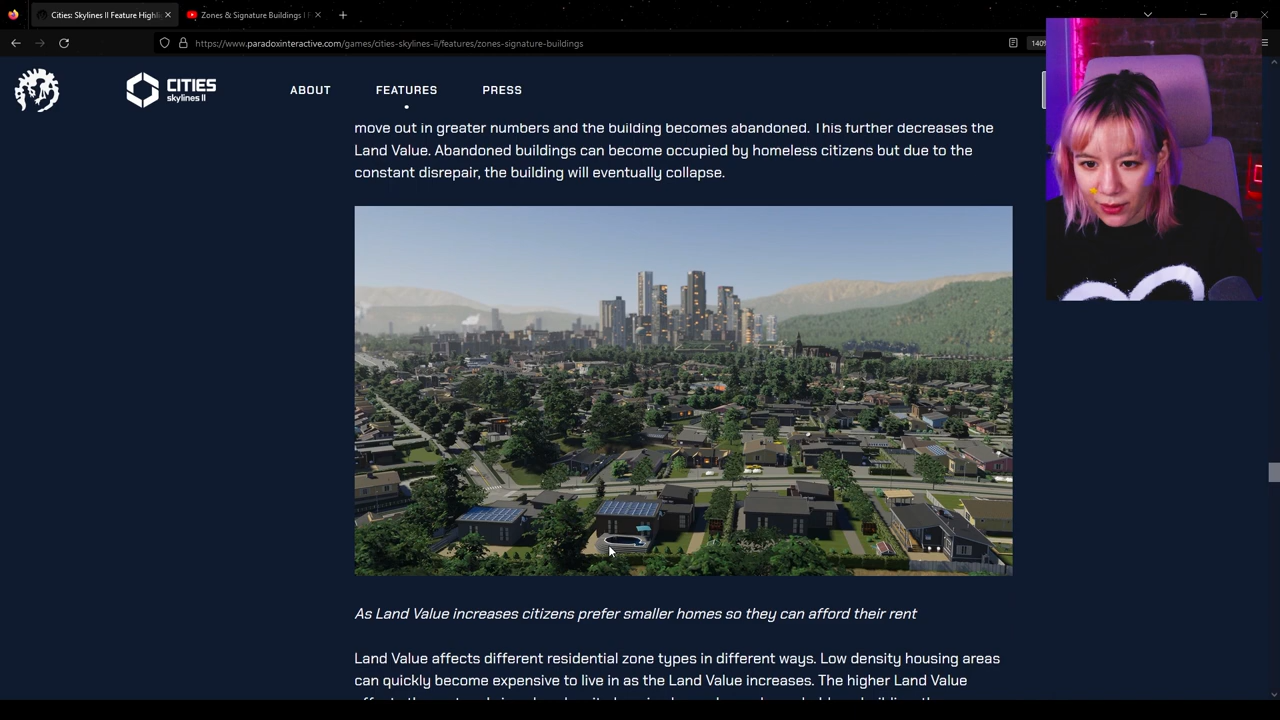 Cities: Skylines II Feature Highli
Zones & Signature Buildings |
https://www.paradoxinteractive.com/games/cities-skylines-ii/features/zones-signature-buildings
140%
CITIES
skylines II
ABOUT
FEATURES
PRESS
move out in greater numbers and the building becomes abandoned. This further decreases the
Land Value. Abandoned buildings can become occupied by homeless citizens but due to the
constant disrepair, the building will eventually collapse.
As Land Value increases citizens prefer smaller homes so they can afford their rent
Land Value affects different residential zone types in different ways. Low density housing areas
can quickly become expensive to live in as the Land Value increases. The higher Land Value